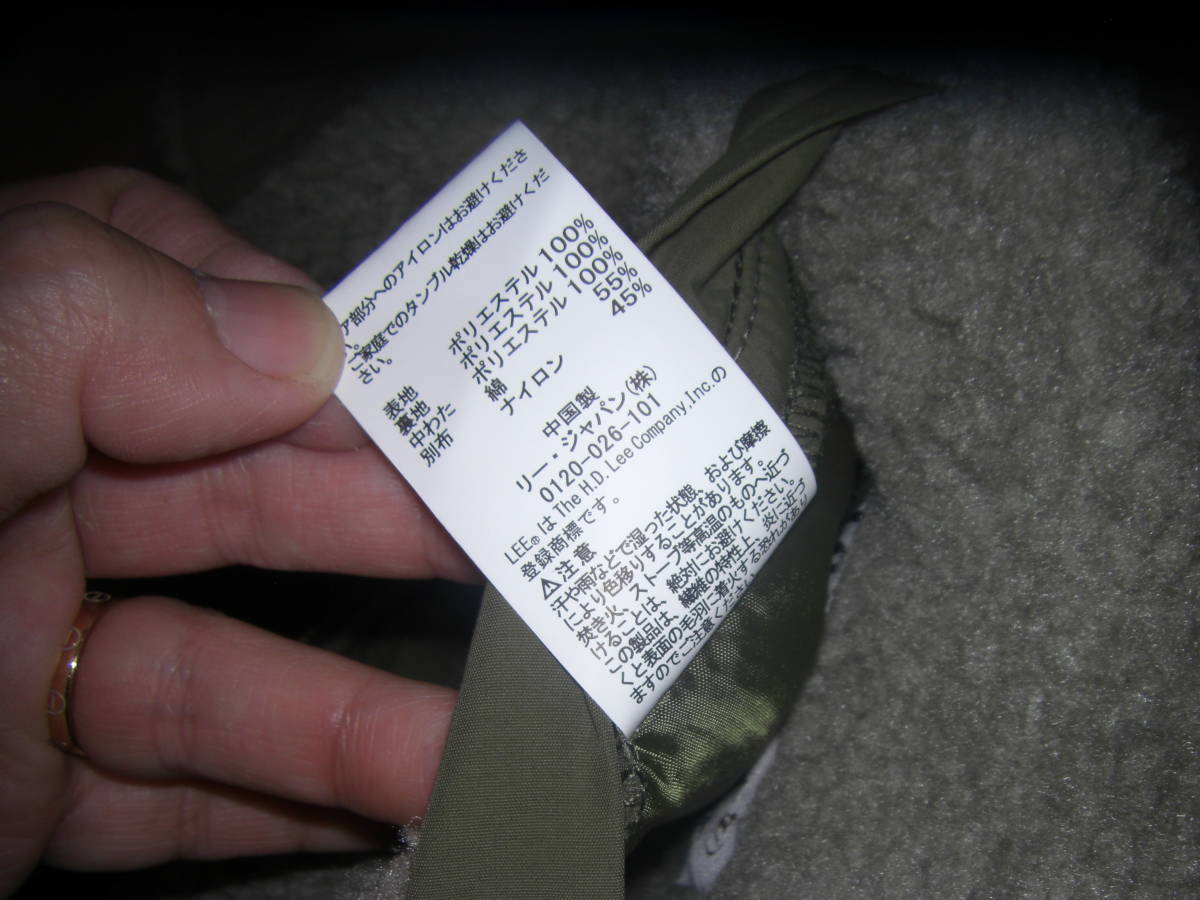 ア部分へのアイロンはお避けくださ
い。
ご家庭でのタンブル乾燥はお避けくだ
さい。
表地 ポリエステル 100%
裏地 ポリエステル 100%
中わた ポリエステル 100%
別布 綿 55%
ナイロン 45%
中国製
リー・ジャパン(株)
0120-026-101
LEE®はThe H.D. Lee Company,Inc.の
登録商標です。
⚠注意
汗や雨などで湿った状態、および摩擦
により色移りすることがあります。
焚き火、ストーブ等高温のものへ近づ
けることは、絶対にお避けください。
この製品は、繊維の特性上、炎に近づ
くと表面の毛羽に着火する恐れがあり
ますのでご注意ください